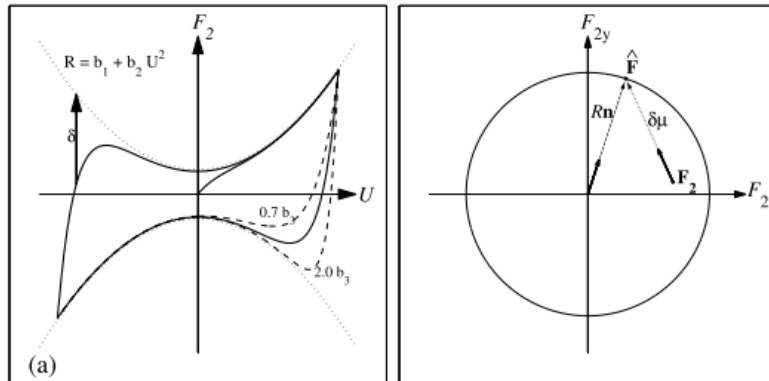 F₂
R = b₁ + b₂ U²
δ
U
0.7 b₃
2.0 b₃
(a)
F₂y
F̂
Rn
δμ
F₂
F₂